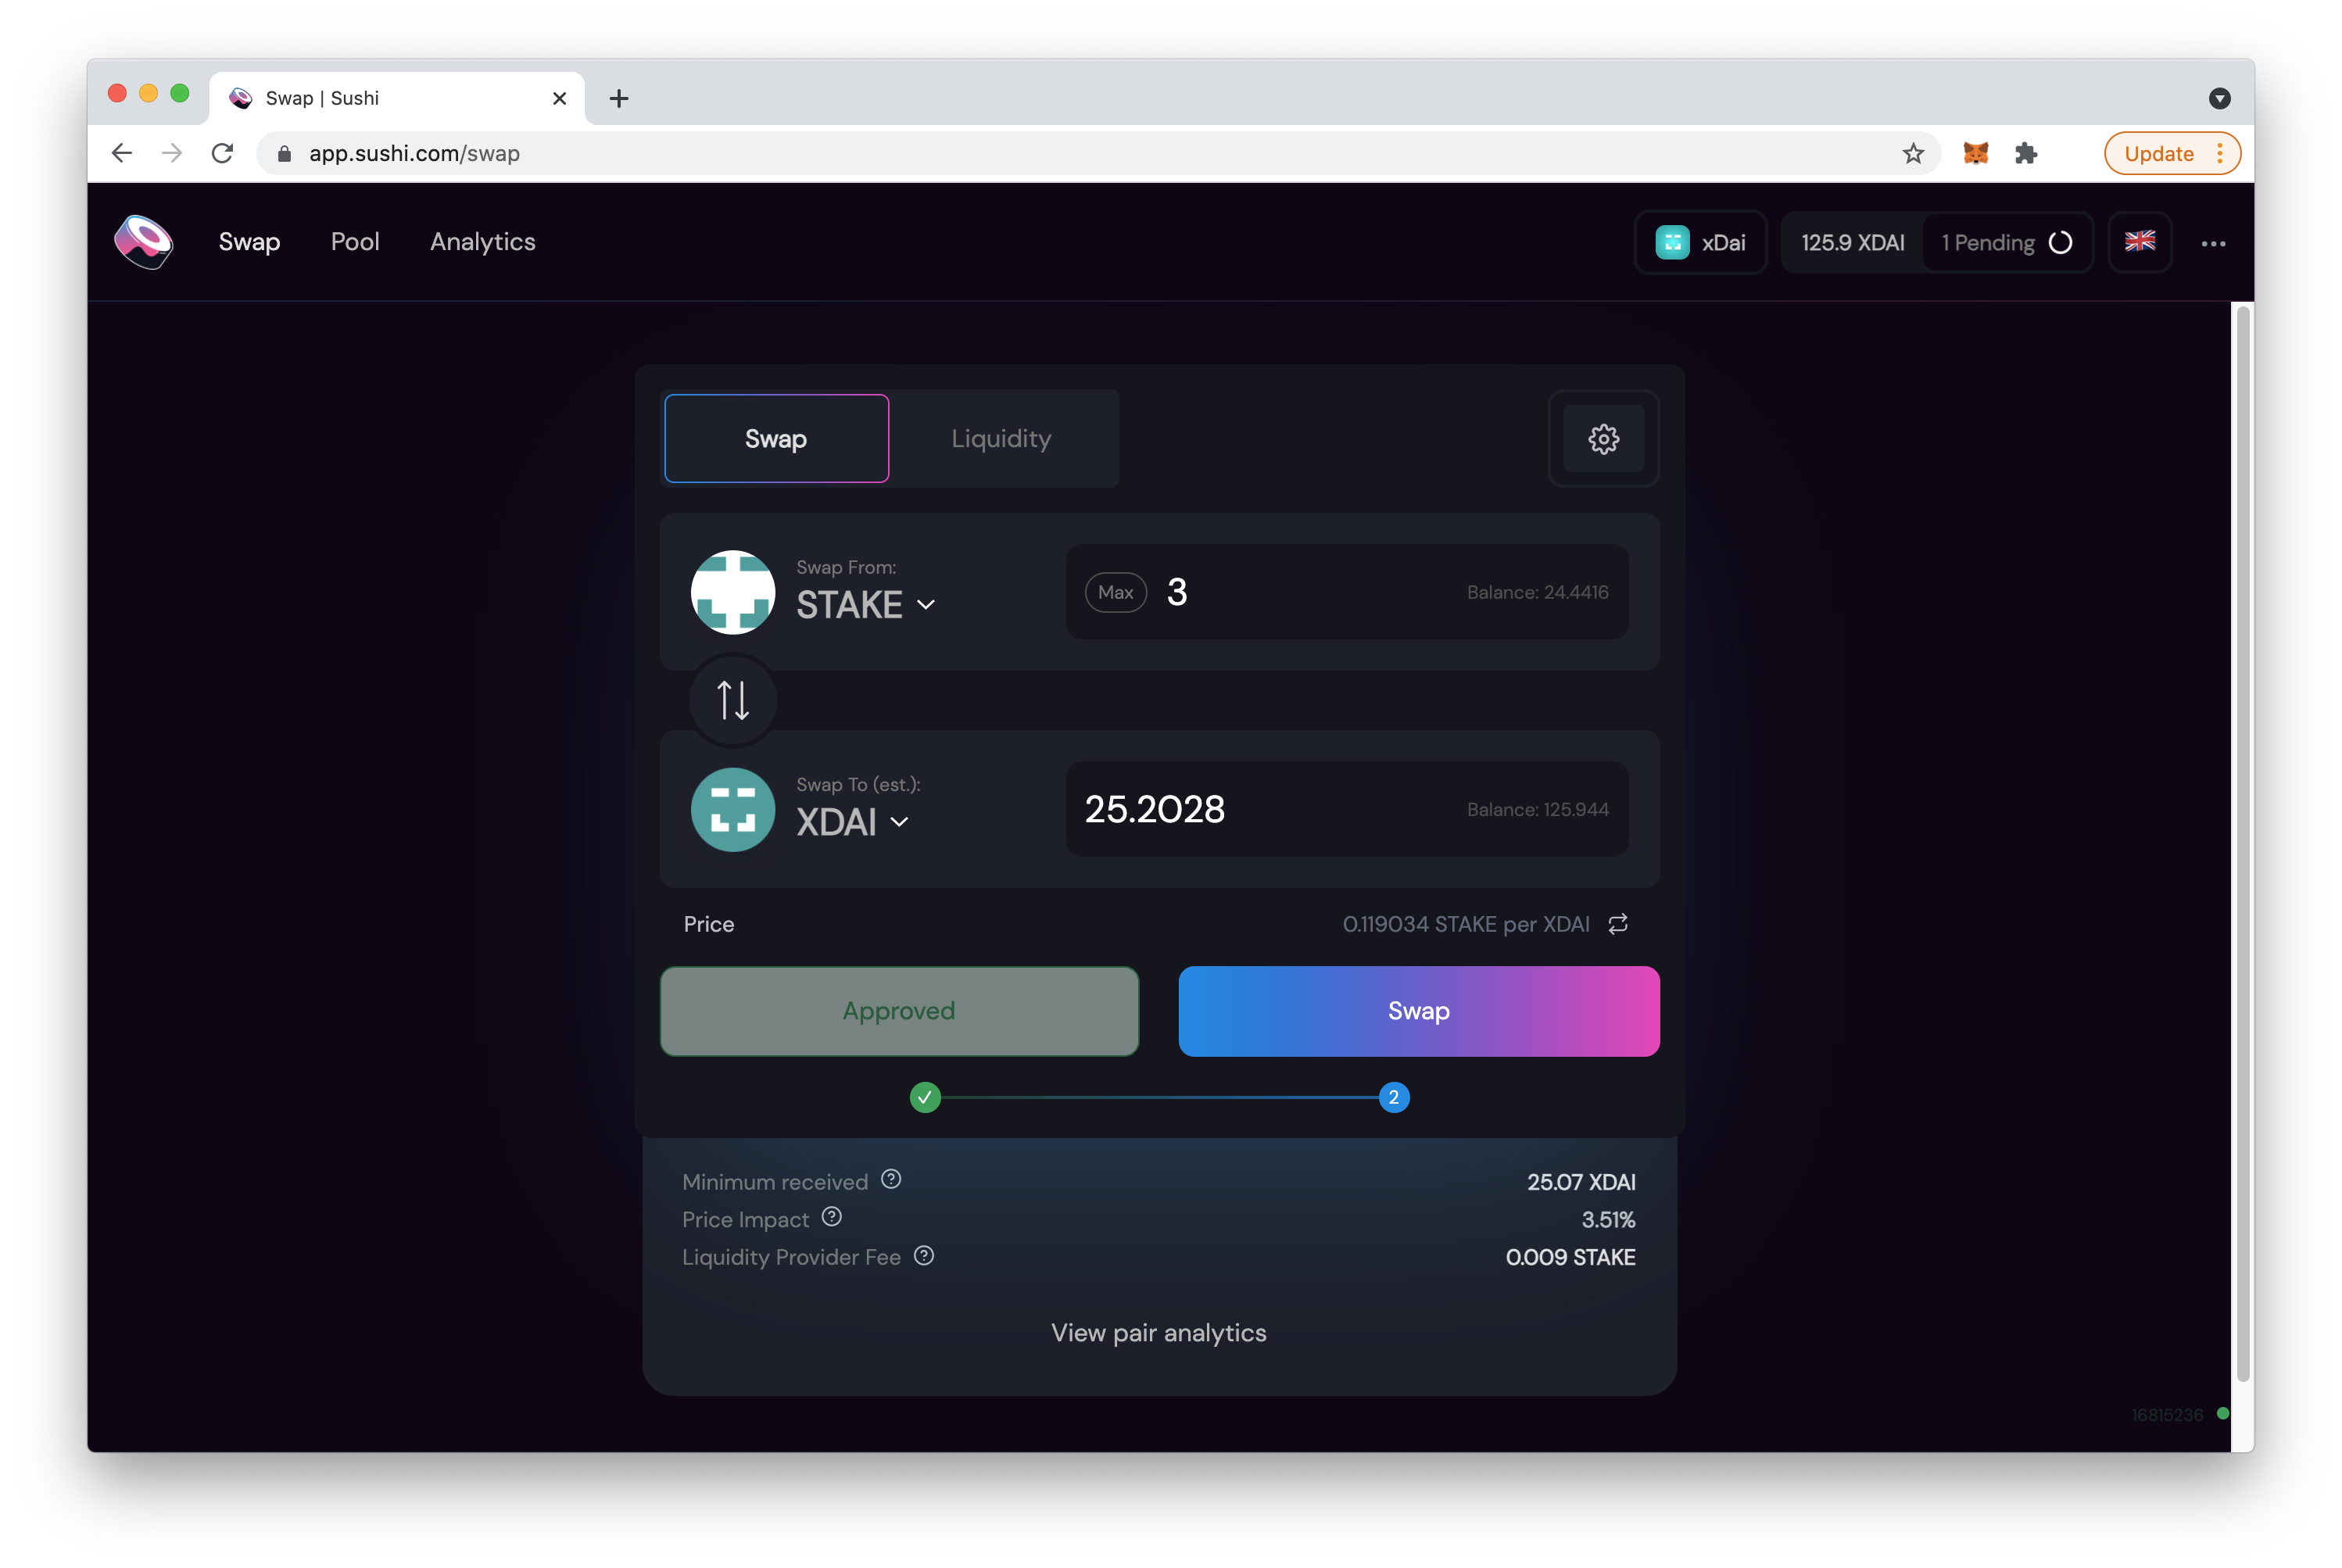 Swap | Sushi
app.sushi.com/swap
Update
Swap Pool Analytics
xDai 125.9 XDAI 1 Pending
...
Swap Liquidity
Swap From:
STAKE
Max 3 Balance: 24.4416
Swap To (est.):
XDAI
25.2028 Balance: 125.944
Price 0.119034 STAKE per XDAI
Approved Swap
2
Minimum received ? 25.07 XDAI
Price Impact ? 3.51%
Liquidity Provider Fee ? 0.009 STAKE
View pair analytics
16815236